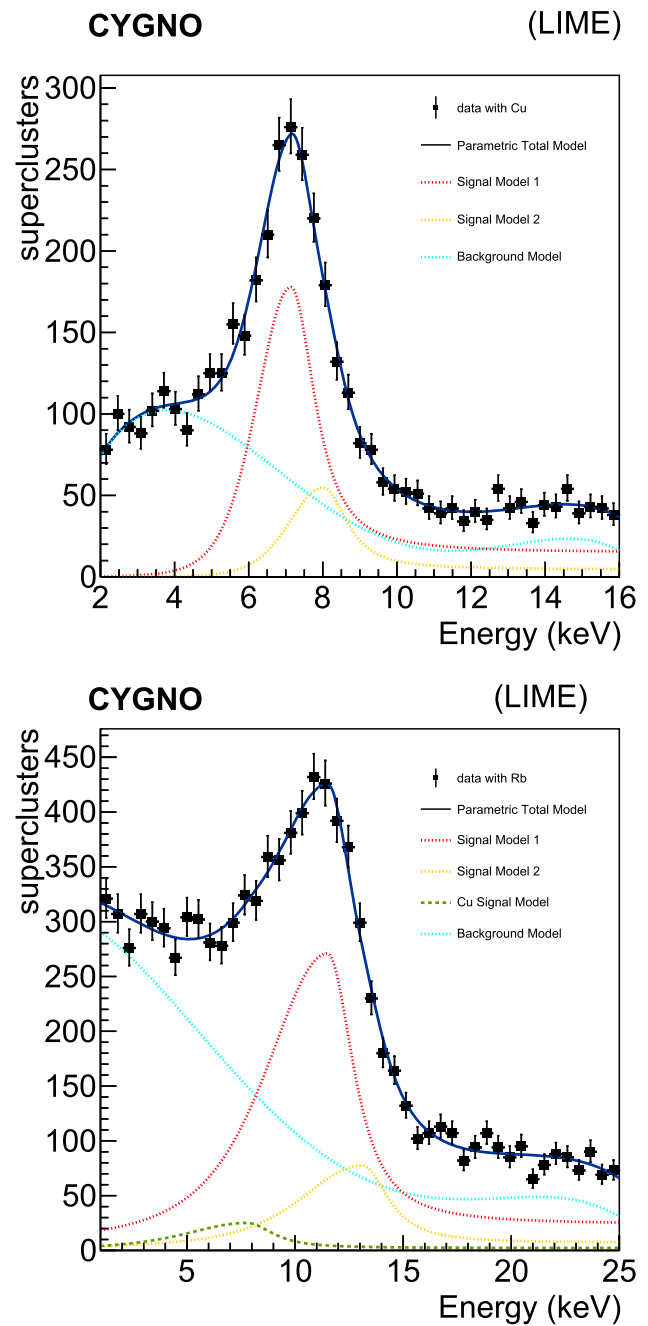 CYGNO (LIME)
superclusters
300
250
200
150
100
50
0
data with Cu
Parametric Total Model
Signal Model 1
Signal Model 2
Background Model
2 4 6 8 10 12 14 16
Energy (keV)
CYGNO (LIME)
superclusters
450
400
350
300
250
200
150
100
50
0
data with Rb
Parametric Total Model
Signal Model 1
Signal Model 2
Cu Signal Model
Background Model
5 10 15 20 25
Energy (keV)